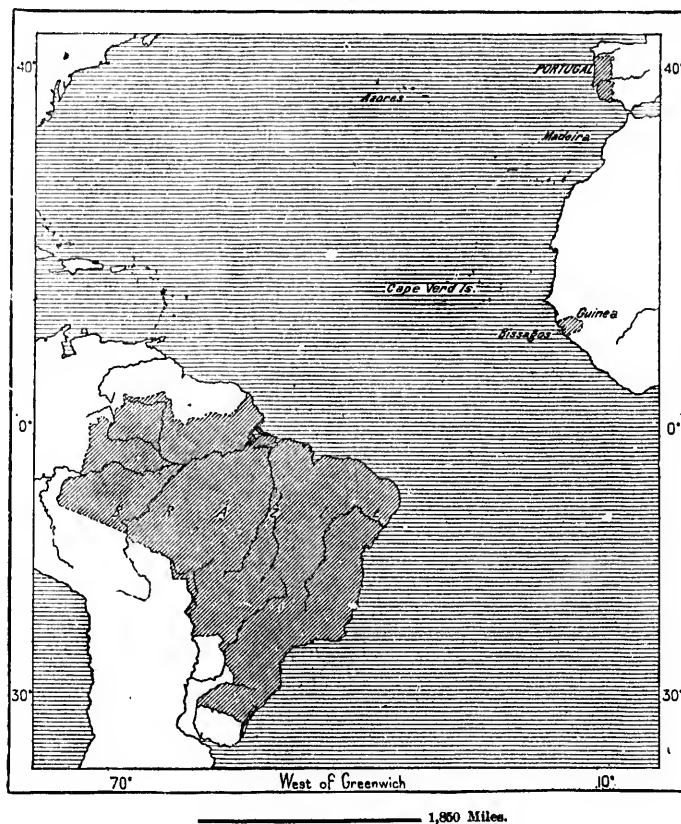 40°
PORTUGAL
40°
Azores
Madeira
Cape Verd Is.
Guinea
Bissagos
0°
0°
B R A Z I L
30°
30°
70°
West of Greenwich
10°
1,850 Miles.